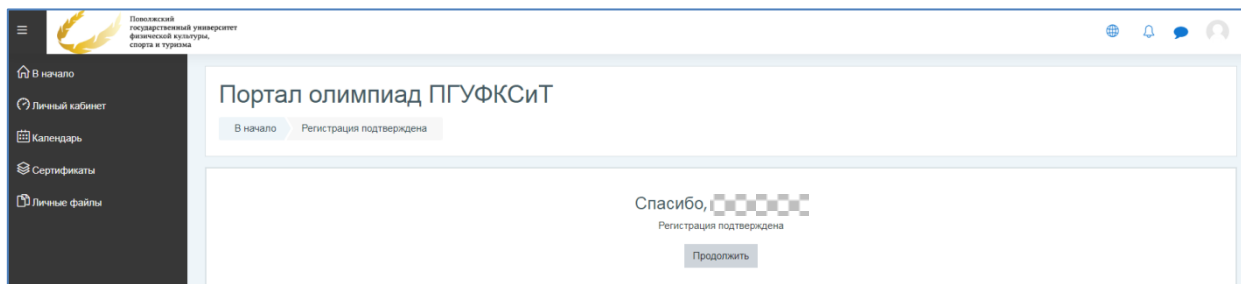 Поволжский
государственный университет
физической культуры,
спорта и туризма
В начало
Личный кабинет
Календарь
Сертификаты
Личные файлы
Портал олимпиад ПГУФКСиТ
В начало Регистрация подтверждена
Спасибо,
Регистрация подтверждена
Продолжить